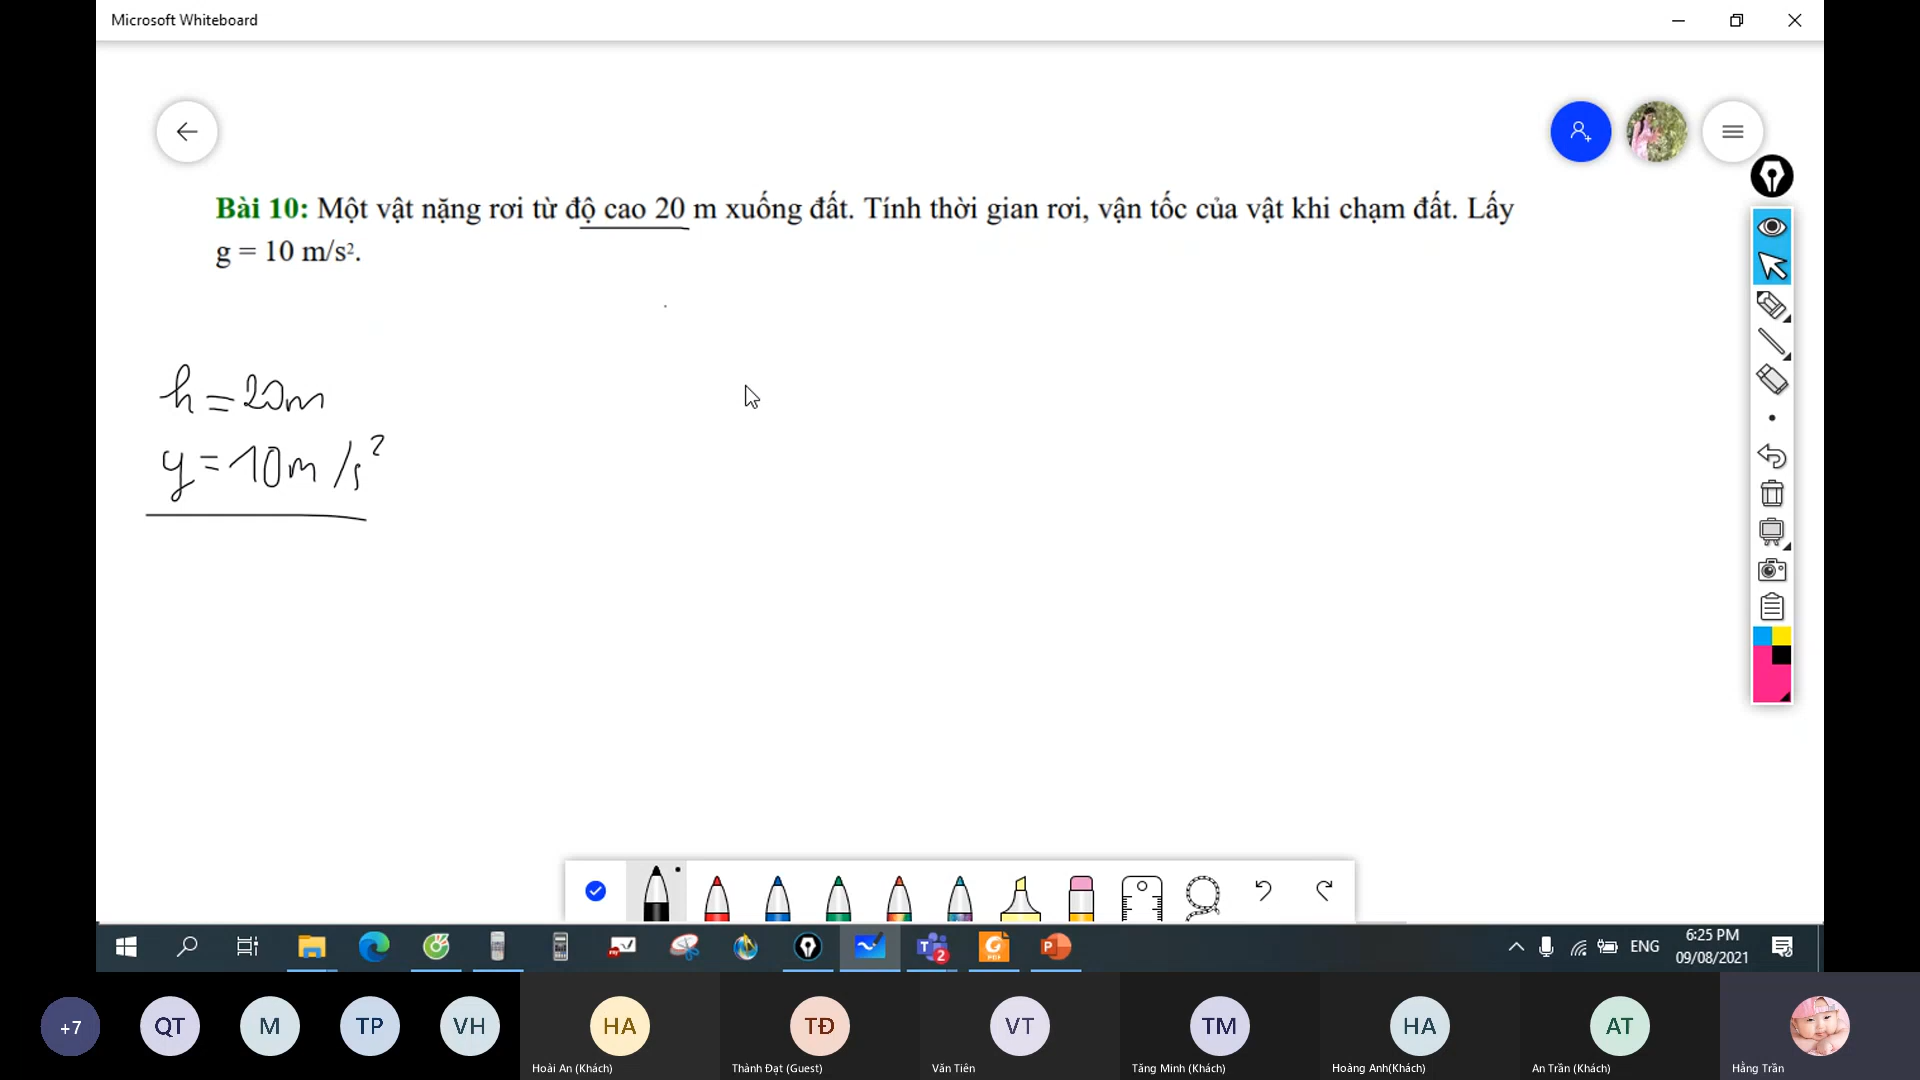 Microsoft Whiteboard
Bài 10: Một vật nặng rơi từ độ cao 20 m xuống đất. Tính thời gian rơi, vận tốc của vật khi chạm đất. Lấy
g = 10 m/s².
h = 20m
g = 10m/s²
ENG
6:25 PM
09/08/2021
2
+7
QT
M
TP
VH
HA
TĐ
VT
TM
HA
AT
Hoài An (Khách)
Thành Đạt (Guest)
Văn Tiên
Tăng Minh (Khách)
Hoàng Anh(Khách)
An Trần (Khách)
Hằng Trần